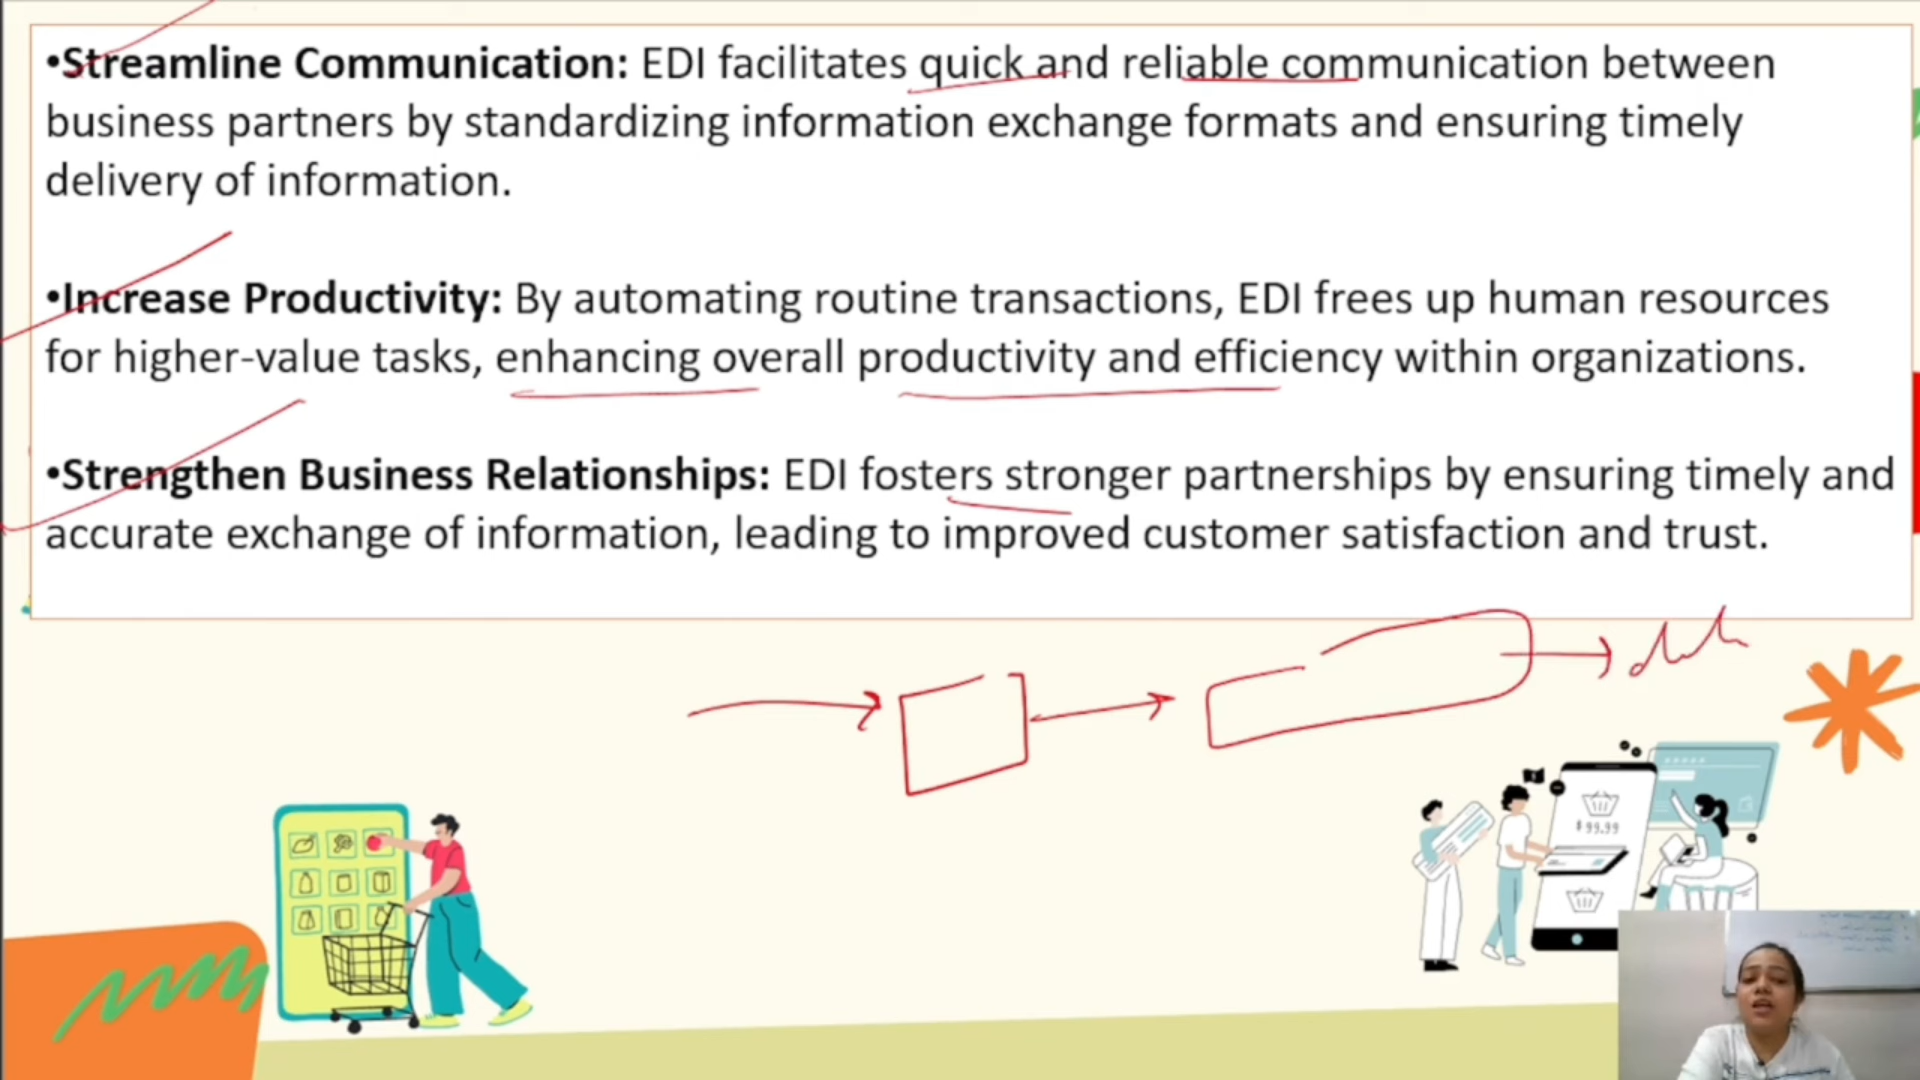 •Streamline Communication: EDI facilitates quick and reliable communication between
business partners by standardizing information exchange formats and ensuring timely
delivery of information.
•Increase Productivity: By automating routine transactions, EDI frees up human resources
for higher-value tasks, enhancing overall productivity and efficiency within organizations.
•Strengthen Business Relationships: EDI fosters stronger partnerships by ensuring timely and
accurate exchange of information, leading to improved customer satisfaction and trust.
$99.99